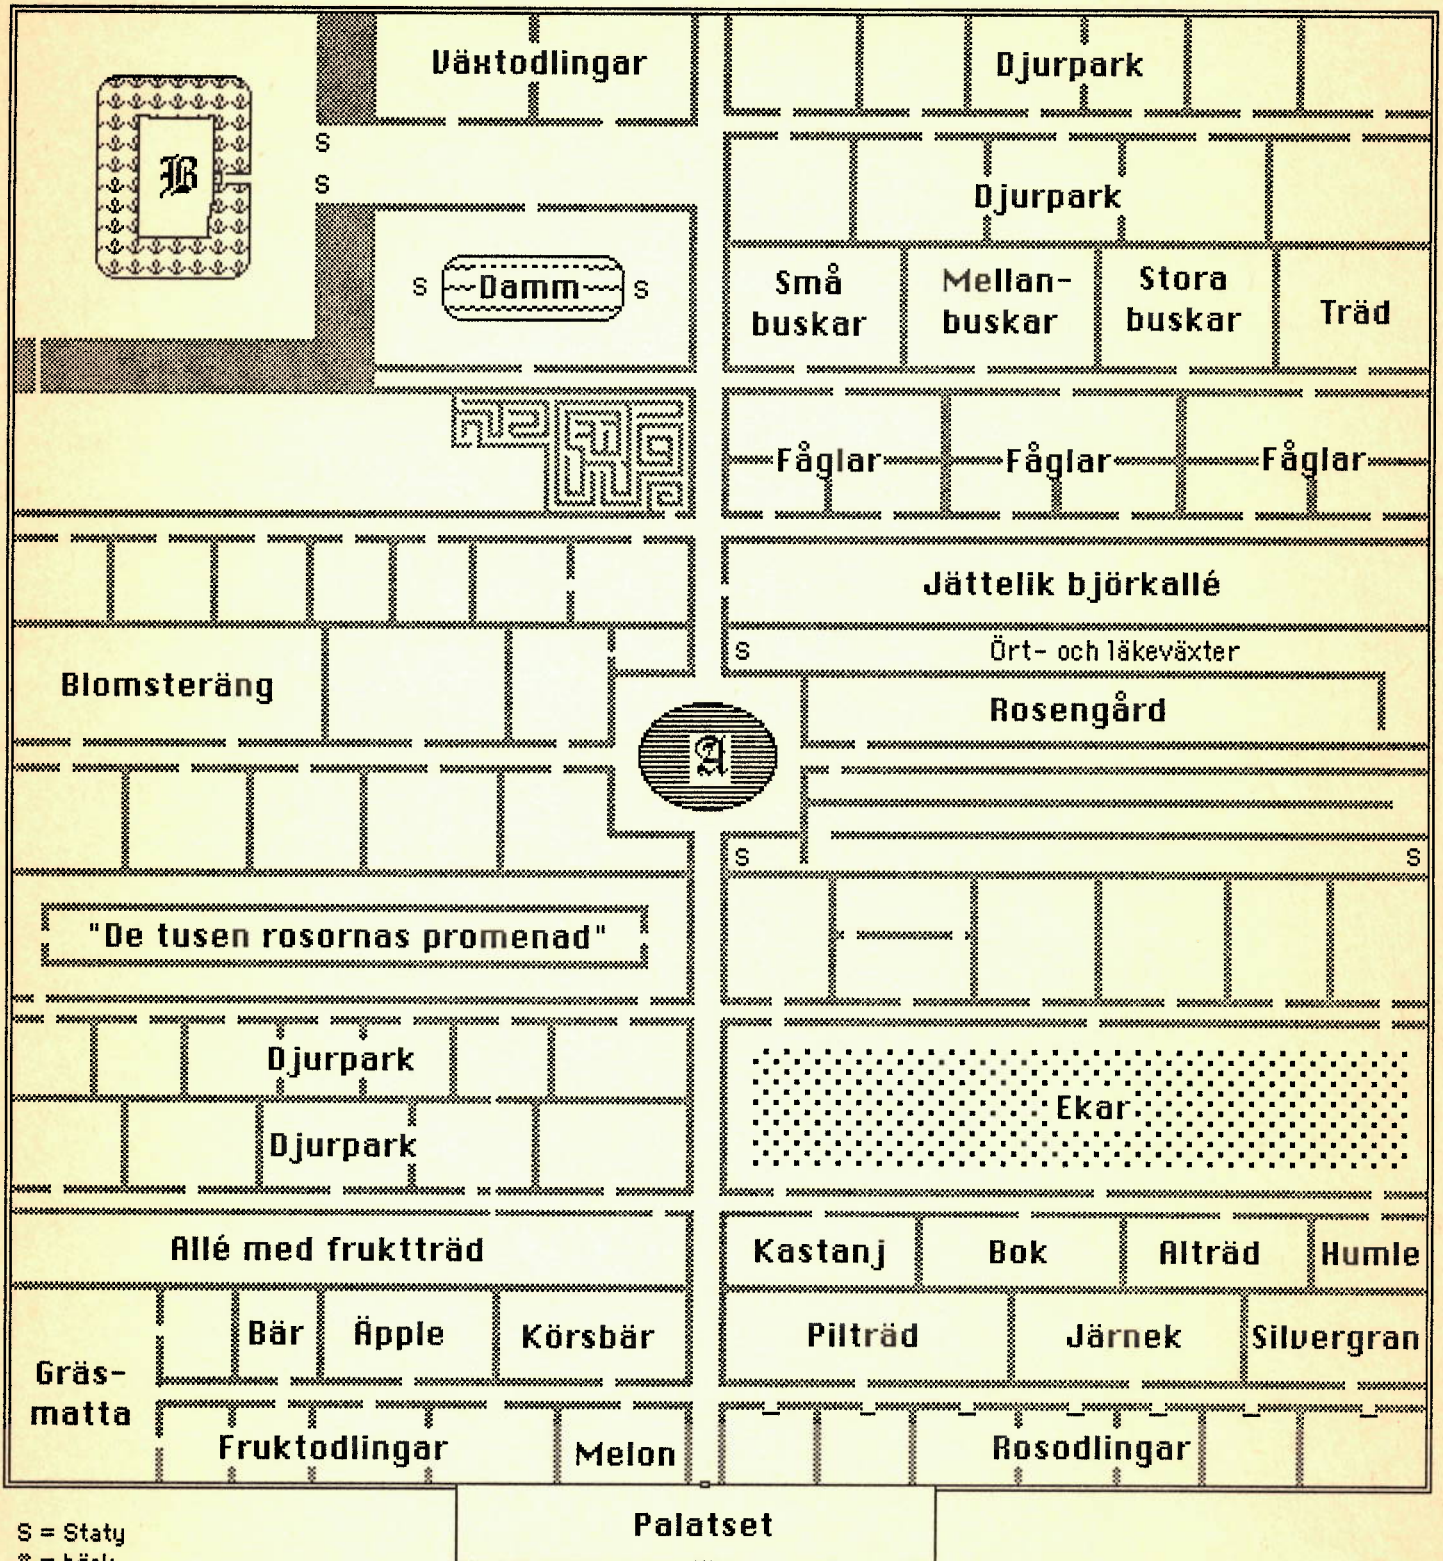 Växtodlingar
Djurpark
S
S
B
Djurpark
S Damm S
Små
buskar
Mellan-
buskar
Stora
buskar
Träd
Fåglar
Fåglar
Fåglar
Jättelik björkallé
S
Ört- och läkeväxter
Blomsteräng
Rosengård
A
S
S
"De tusen rosornas promenad"
Djurpark
Djurpark
Ekar
Allé med fruktträd
Kastanj
Bok
Alträd
Humle
Gräs-
matta
Bär
Äpple
Körsbär
Pilträd
Järnek
Silvergran
Fruktodlingar
Melon
Rosodlingar
Palatset
S = Staty